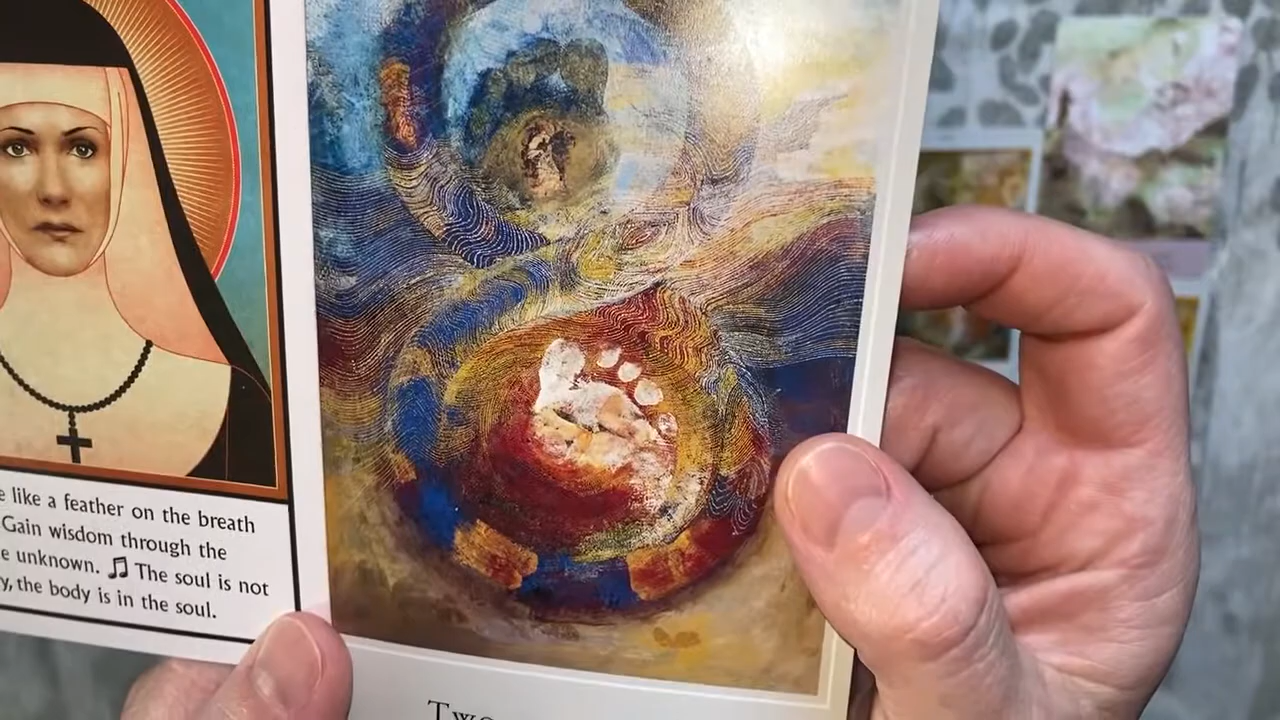 e like a feather on the breath
Gain wisdom through the
e unknown. ♫ The soul is not
y, the body is in the soul.
Two